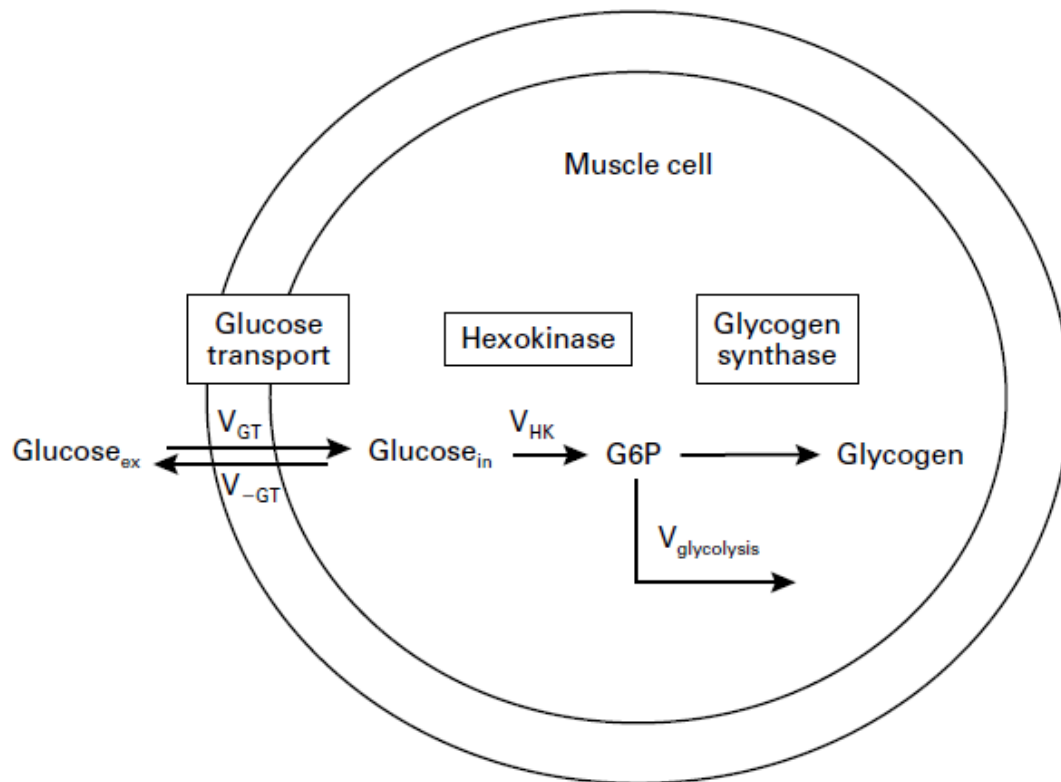 Muscle cell
Glucose
transport
Hexokinase
Glycogen
synthase
V_GT
V_HK
Glucose_ex
Glucose_in
G6P
Glycogen
V_−GT
V_glycolysis